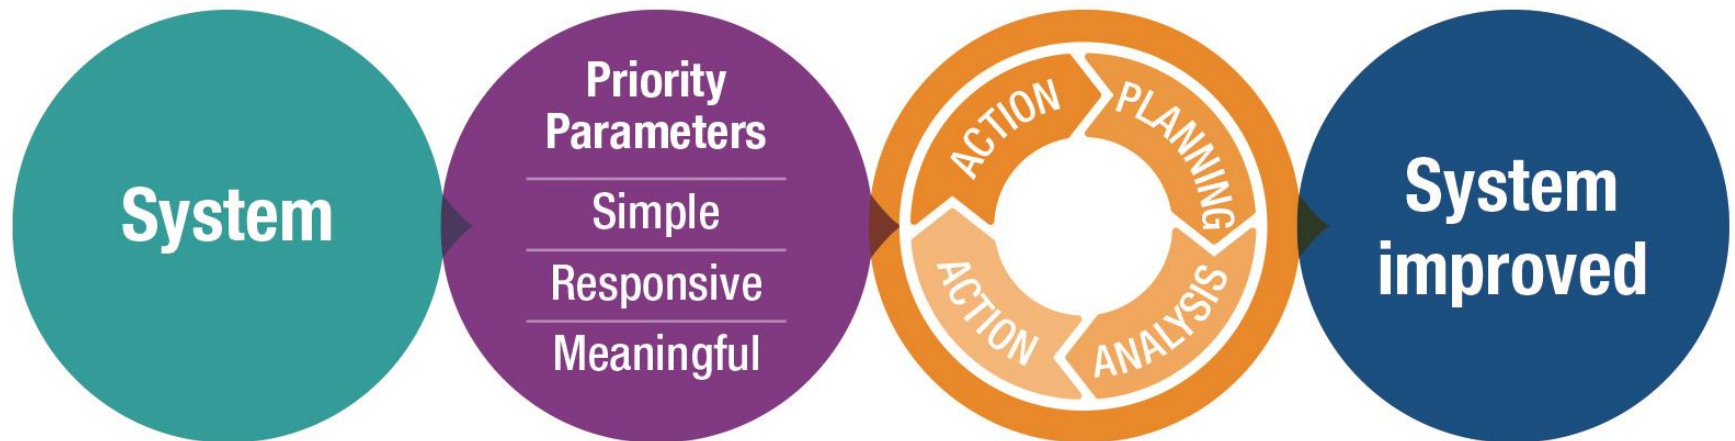 System
Priority
Parameters
Simple
Responsive
Meaningful
ACTION
PLANNING
ANALYSIS
ACTION
System
improved